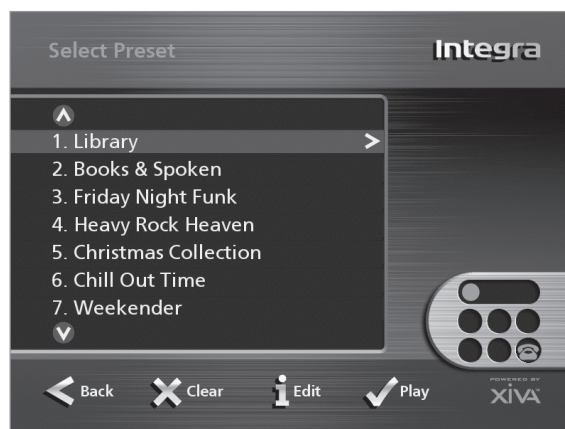 Select Preset
Integra
1. Library
2. Books & Spoken
3. Friday Night Funk
4. Heavy Rock Heaven
5. Christmas Collection
6. Chill Out Time
7. Weekender
Back Clear Edit Play
POWERED BY
XiVA